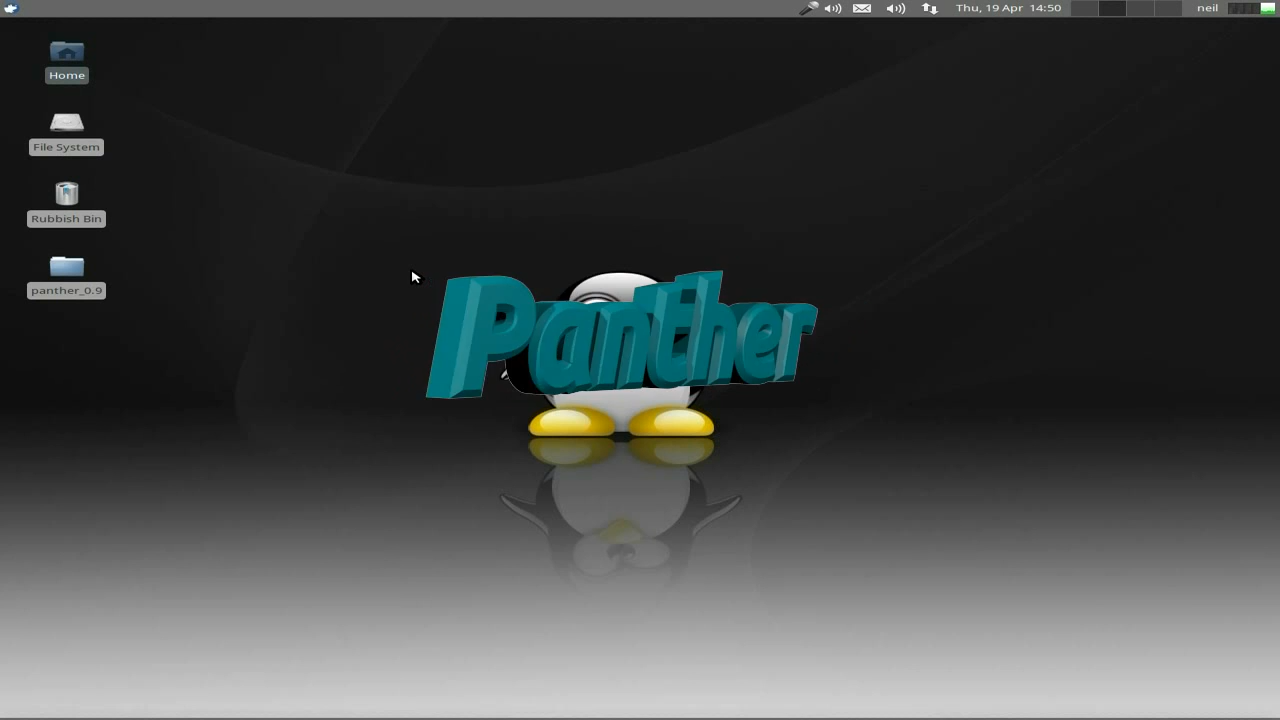 Thu, 19 Apr 14:50
neil
Home
File System
Rubbish Bin
panther_0.9
Panther